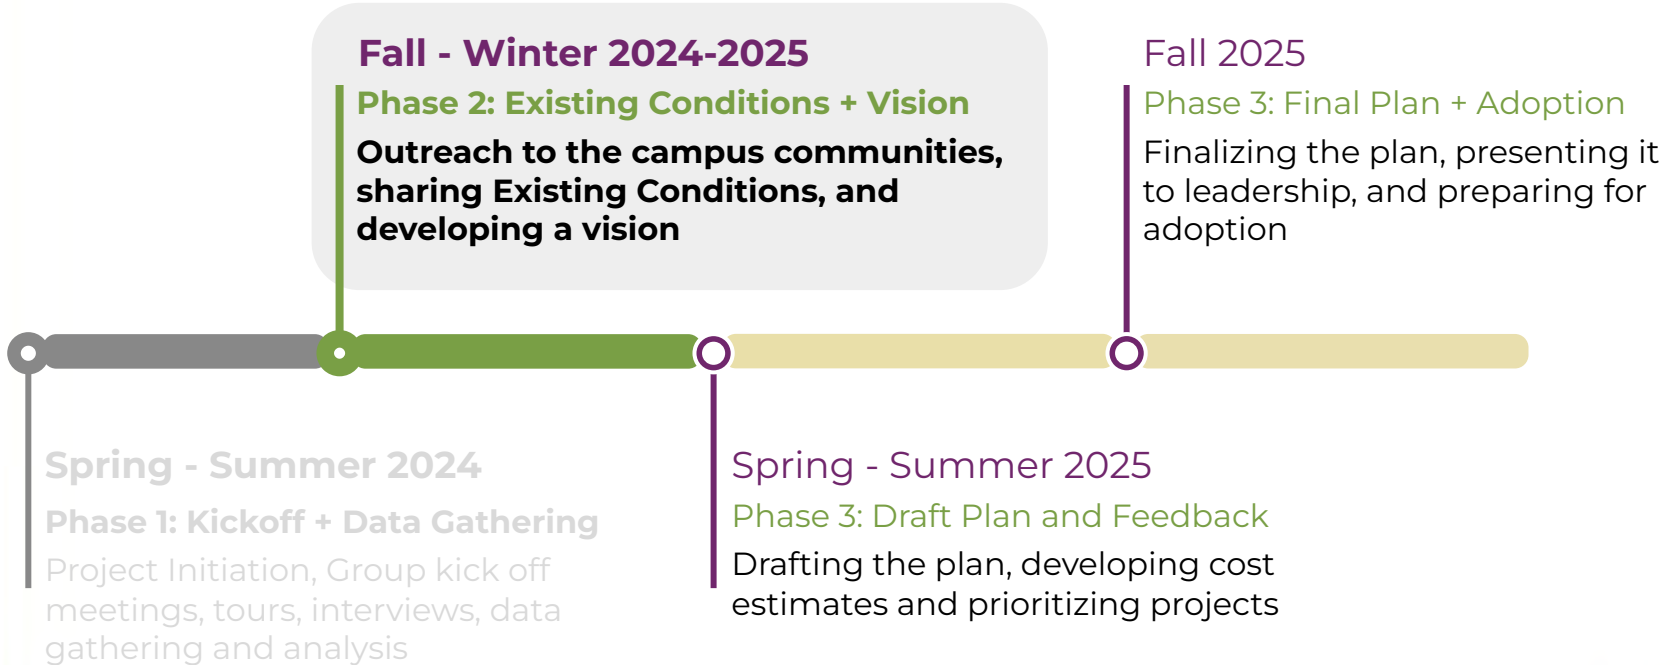 Fall - Winter 2024-2025
Phase 2: Existing Conditions + Vision
Outreach to the campus communities,
sharing Existing Conditions, and
developing a vision
Fall 2025
Phase 3: Final Plan + Adoption
Finalizing the plan, presenting it
to leadership, and preparing for
adoption
Spring - Summer 2024
Phase 1: Kickoff + Data Gathering
Project Initiation, Group kick off
meetings, tours, interviews, data
gathering and analysis
Spring - Summer 2025
Phase 3: Draft Plan and Feedback
Drafting the plan, developing cost
estimates and prioritizing projects